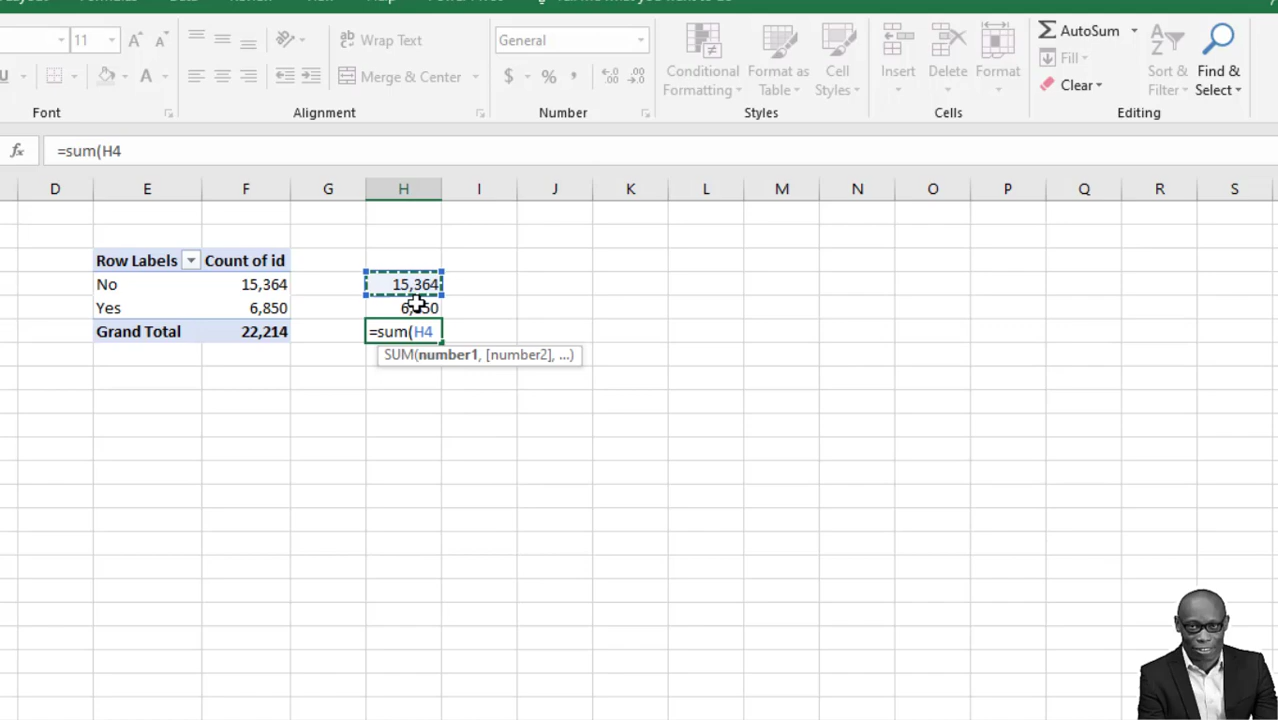 11
A A
Wrap Text
General
AutoSum
Fill
Clear
U
A
Merge & Center
$ % ,
Conditional
Formatting
Format as
Table
Cell
Styles
Insert
Delete
Format
Sort &
Filter
Find &
Select
Font
Alignment
Number
Styles
Cells
Editing
fx
=sum(H4
D E F G H I J K L M N O P Q R S
Row Labels Count of id
No 15,364 15,364
Yes 6,850
Grand Total 22,214 =sum(H4
SUM(number1, [number2], ...)